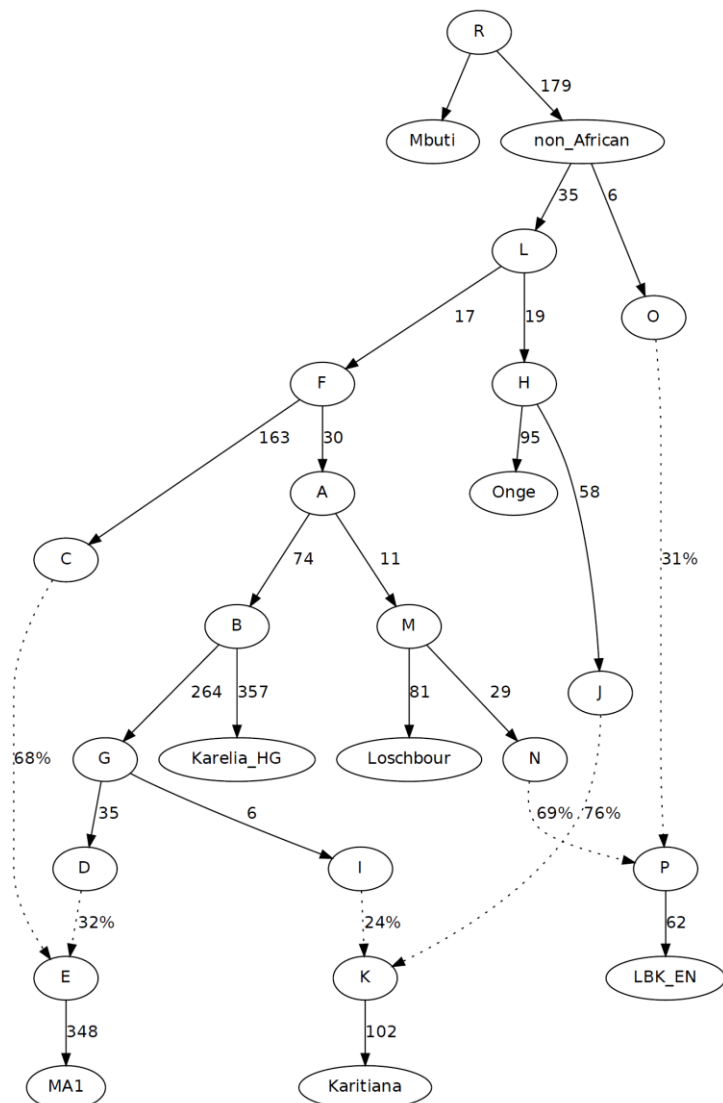 R
179
Mbuti
non_African
35
6
L
O
17
19
F
H
163
30
95
A
Onge
58
C
74
11
31%
B
M
J
264
357
81
29
68%
G
Karelia_HG
Loschbour
N
35
6
69%
76%
D
I
P
32%
24%
62
E
K
LBK_EN
348
102
MA1
Karitiana